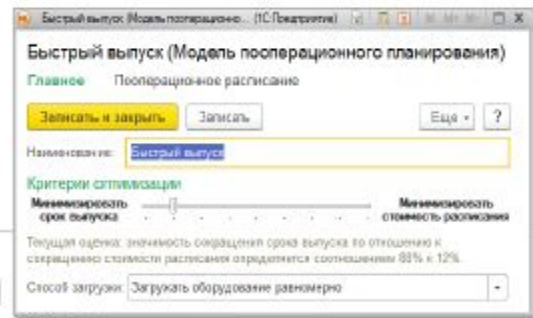 Быстрый выпуск (Модель пооперационно... (1С:Предприятие)
Быстрый выпуск (Модель пооперационного планирования)
Главное Пооперационное расписание
Записать и закрыть Записать Еще ?
Наименование: Быстрый выпуск
Критерии оптимизации
Минимизировать срок выпуска
Минимизировать стоимость расписания
Текущая оценка: значимость сокращения срока выпуска по отношению к
сокращению стоимости расписания определяется соотношением 88% к 12%.
Способ загрузки: Загружать оборудование равномерно